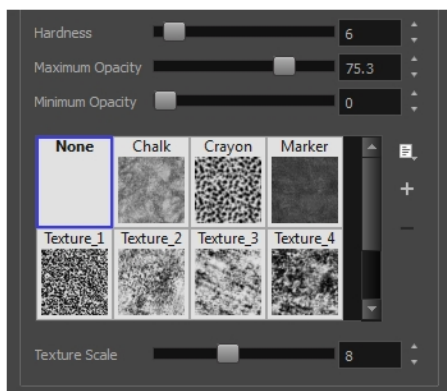 Hardness 6
Maximum Opacity 75.3
Minimum Opacity 0
None Chalk Crayon Marker
Texture_1 Texture_2 Texture_3 Texture_4
Texture Scale 8